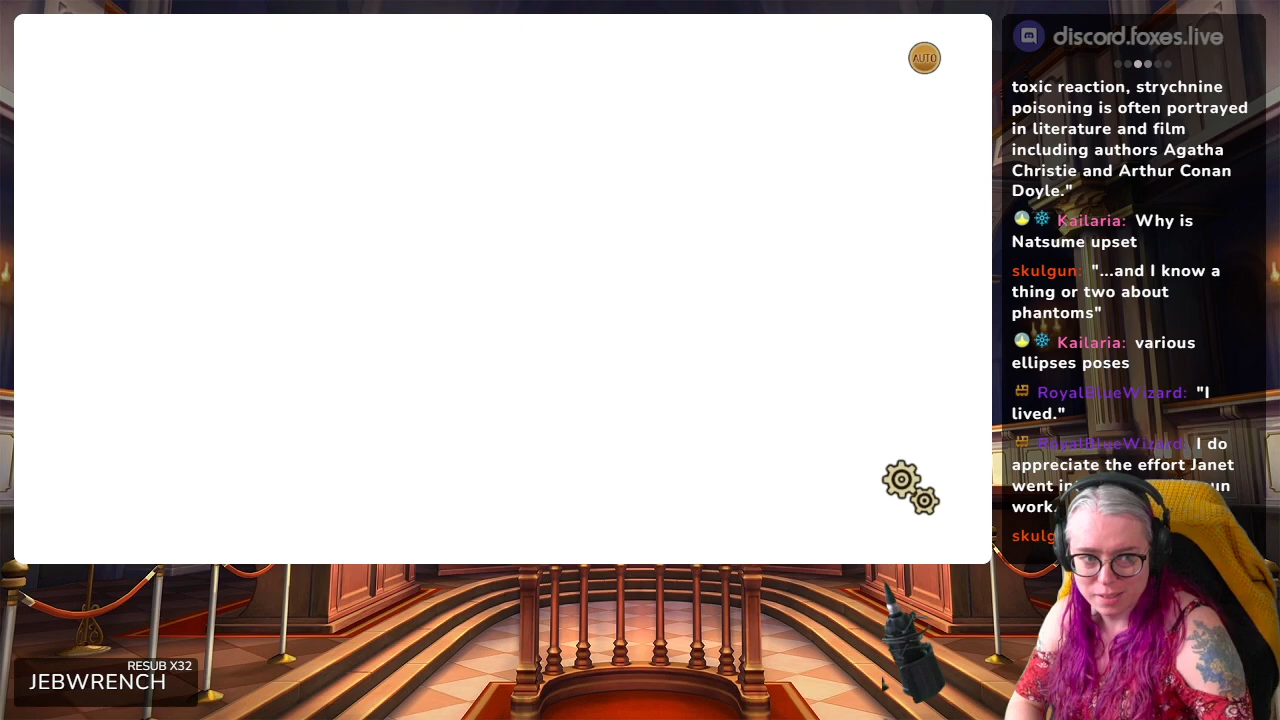 AUTO
discord.foxes.live
toxic reaction, strychnine
poisoning is often portrayed
in literature and film
including authors Agatha
Christie and Arthur Conan
Doyle."
Kailaria: Why is
Natsume upset
skulgun: "...and I know a
thing or two about
phantoms"
Kailaria: various
ellipses poses
RoyalBlueWizard: "I
lived."
RoyalBlueWizard: I do
appreciate the effort Janet
went
work.
RESUB X32
JEBWRENCH